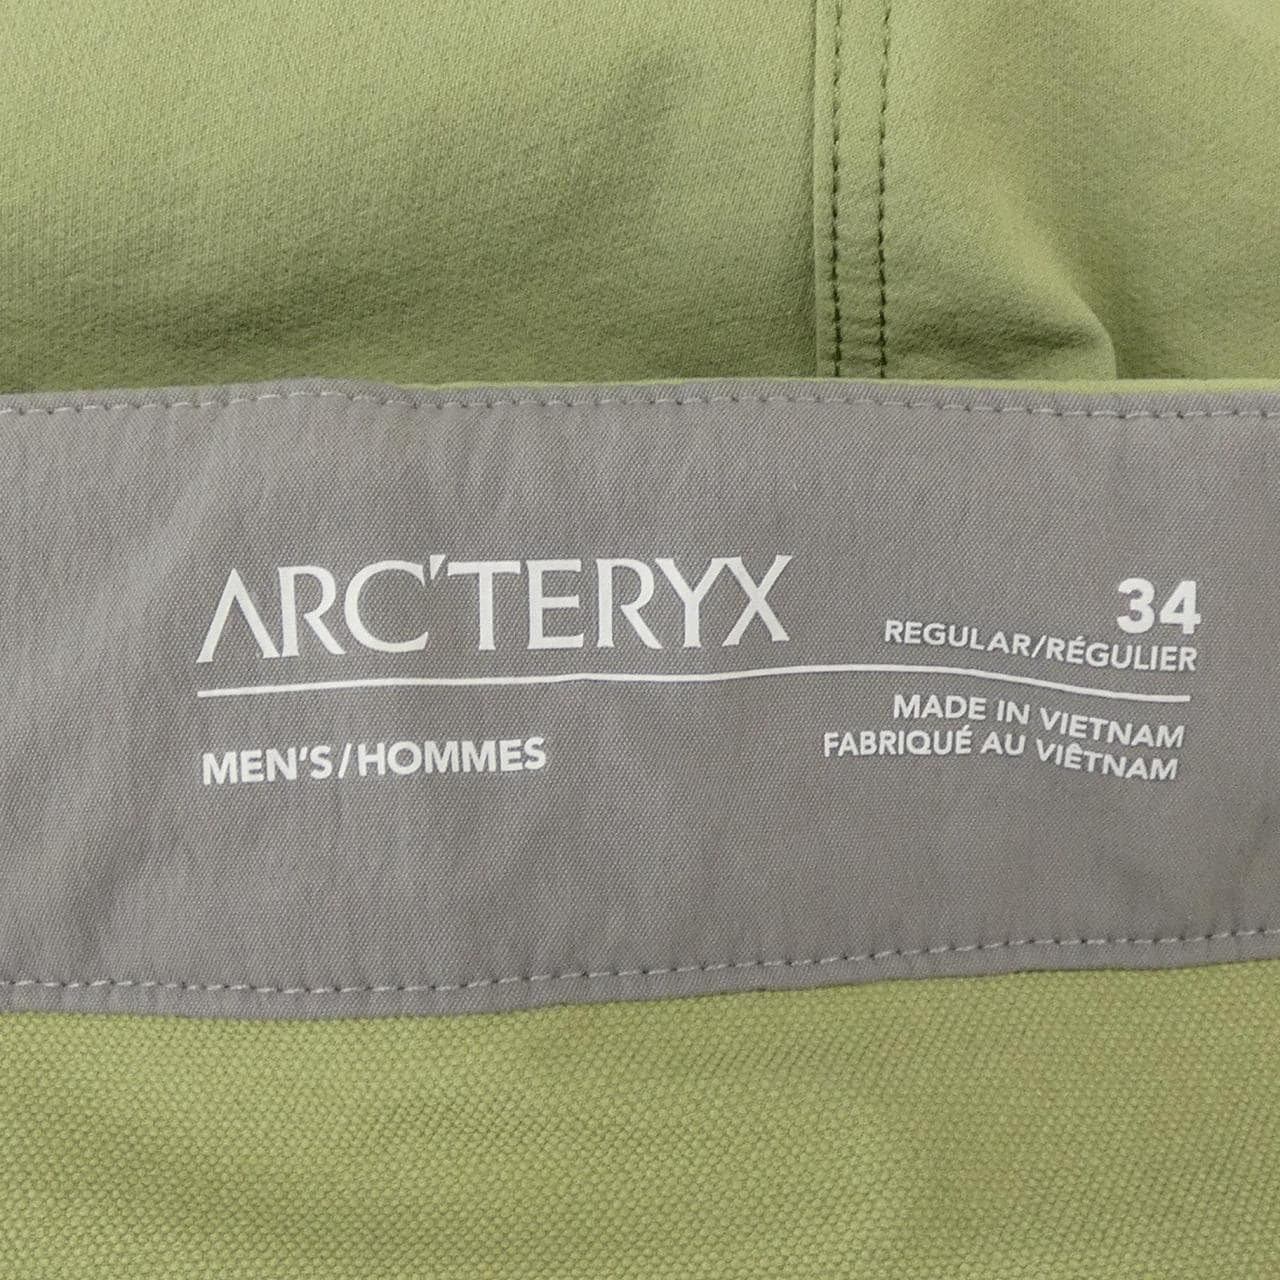 ARC'TERYX
MEN'S/HOMMES
34
REGULAR/RÉGULIER
MADE IN VIETNAM
FABRIQUÉ AU VIÊTNAM